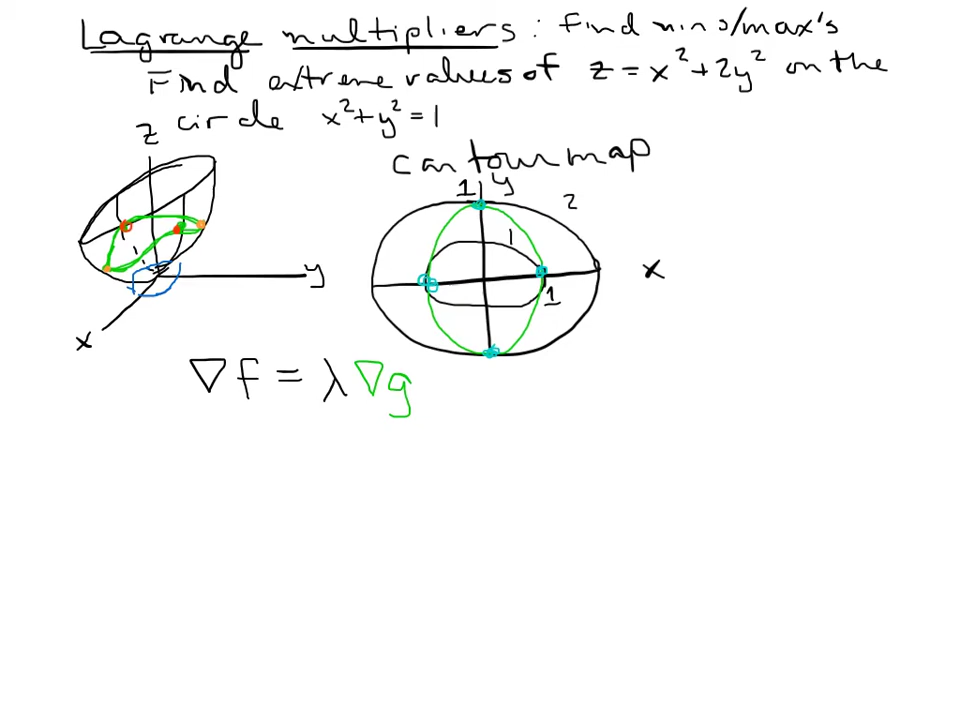 Lagrange multipliers: Find mins/max's
Find extreme values of z = x² + 2y² on the
circle x² + y² = 1
z
contour map
1 y
2
1
x
1
y
x
∇f = λ∇g